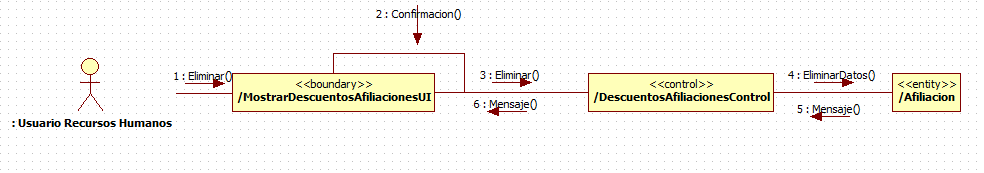 2 : Confirmacion()
1 : Eliminar()
<<boundary>>
/MostrarDescuentosAfiliacionesUI
3 : Eliminar()
6 : Mensaje()
<<control>>
/DescuentosAfiliacionesControl
4 : EliminarDatos()
5 : Mensaje()
<<entity>>
/Afiliacion
: Usuario Recursos Humanos